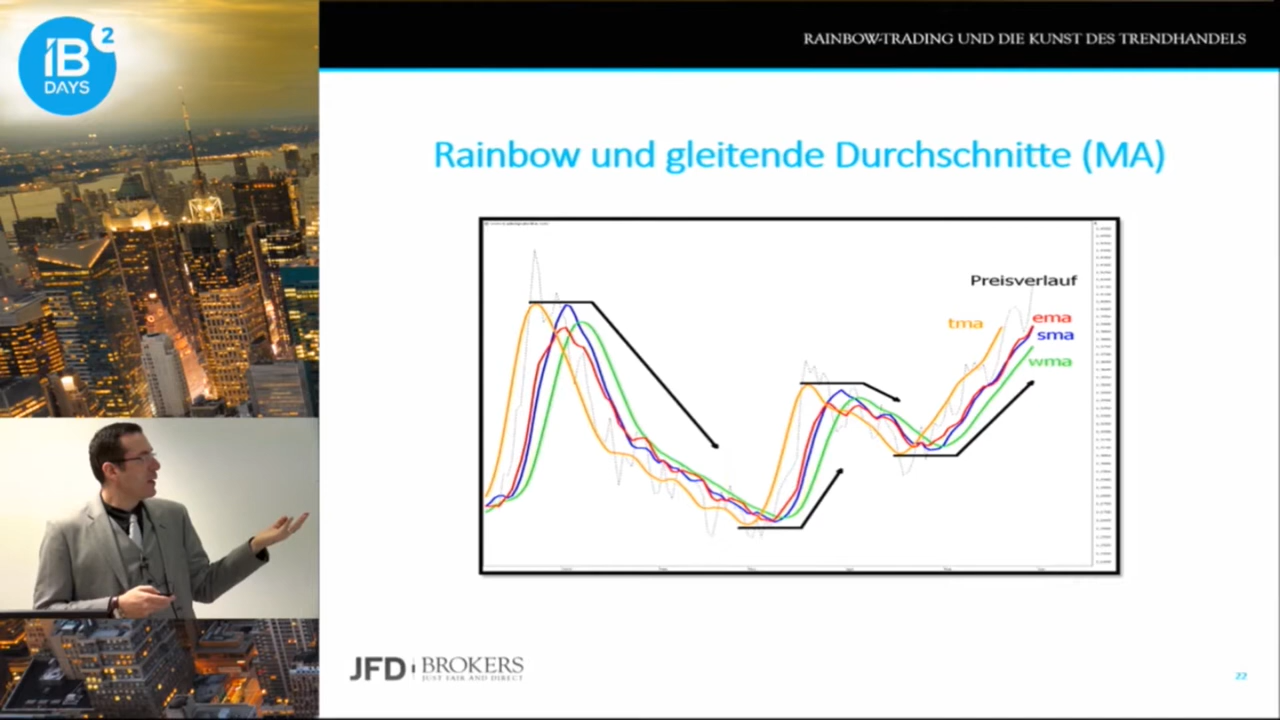 IB 2
DAYS
RAINBOW-TRADING UND DIE KUNST DES TRENDHANDELS
Rainbow und gleitende Durchschnitte (MA)
Preisverlauf
tma
ema
sma
wma
JFD BROKERS
JUST FAIR AND DIRECT
22